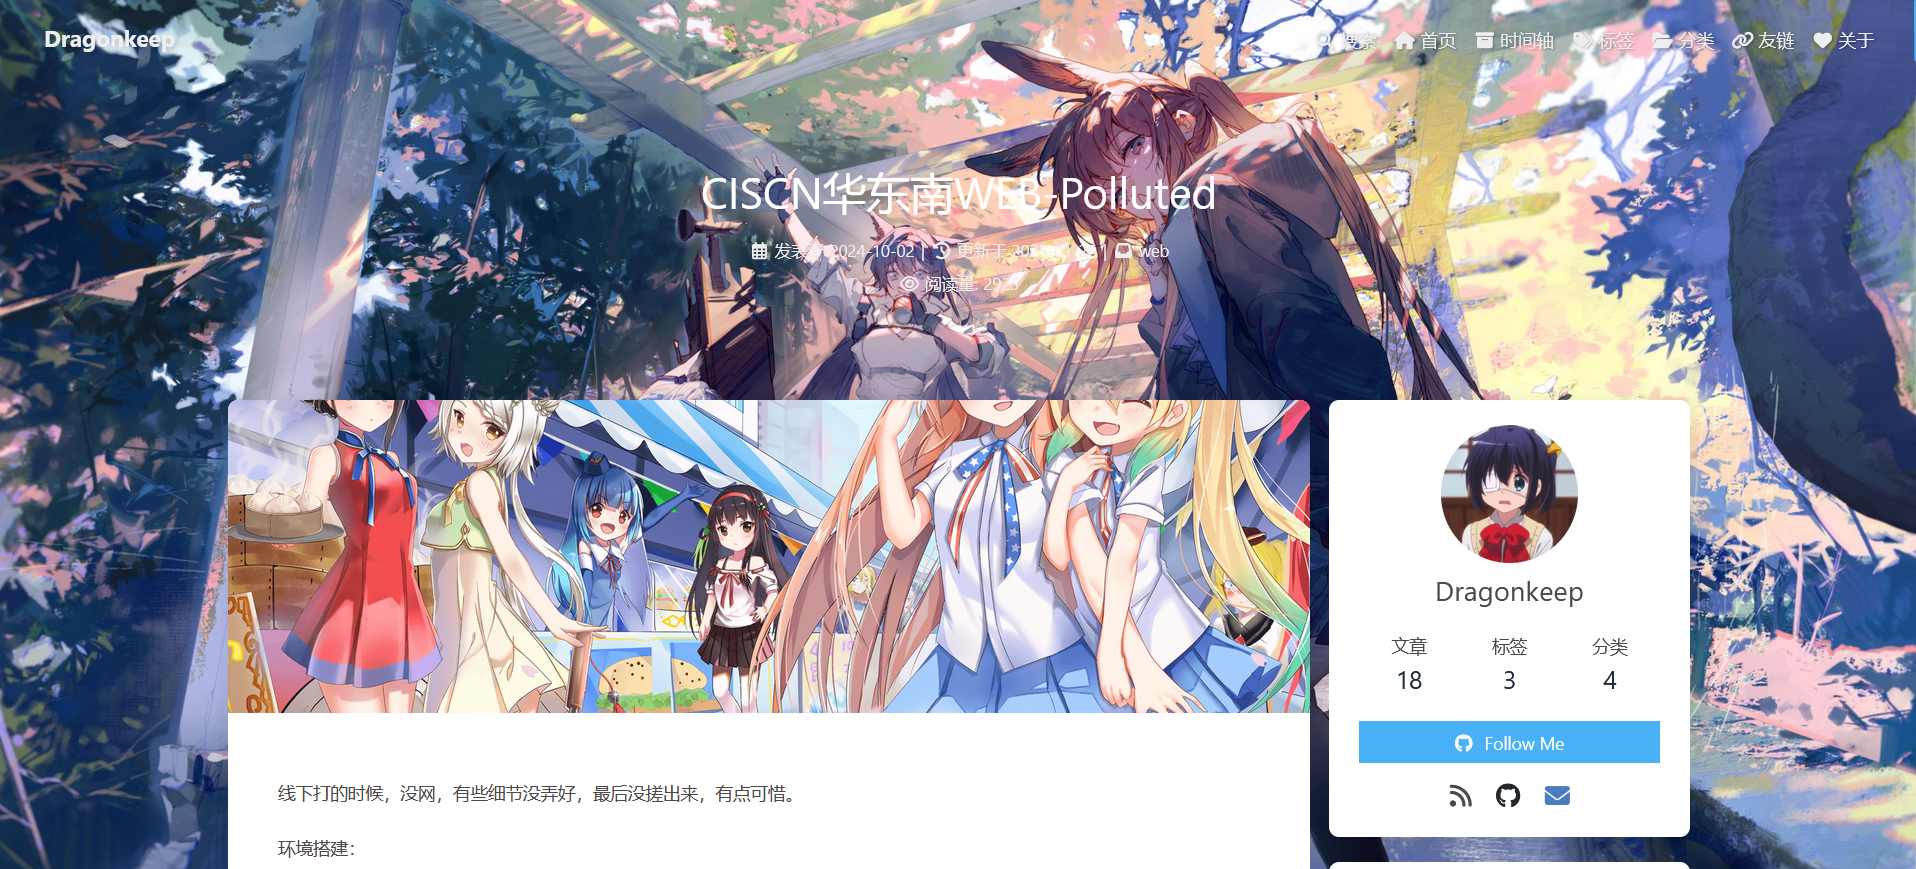 Dragonkeep
搜索 首页 时间轴 标签 分类 友链 关于
CISCN华东南WEB-Polluted
发表于 2024-10-02 | 更新于 | web
阅读量:
Dragonkeep
文章 标签 分类
18 3 4
Follow Me
线下打的时候，没网，有些细节没弄好，最后没搓出来，有点可惜。
环境搭建：